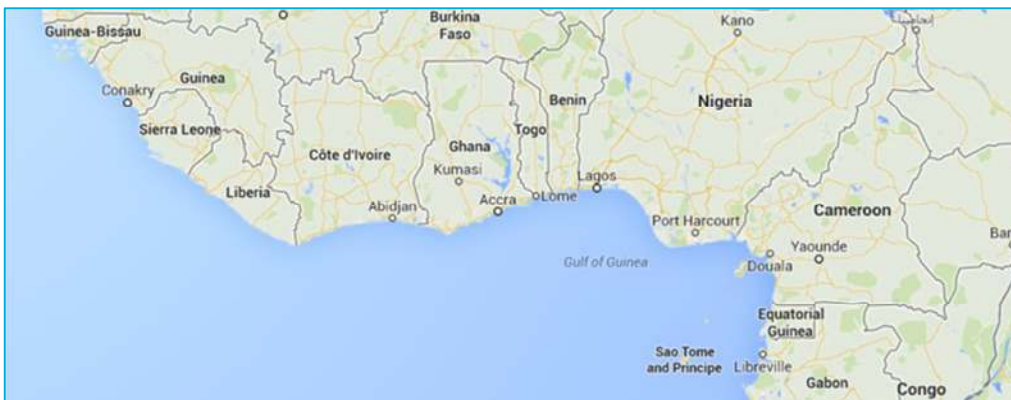 Guinea-Bissau
Burkina
Faso
Kano
Guinea
Conakry
Nigeria
Benin
Sierra Leone
Togo
Ghana
Côte d'Ivoire
Kumasi
Liberia
Lagos
Lome
Accra
Abidjan
Cameroon
Port Harcourt
Yaounde
Gulf of Guinea
Douala
Equatorial
Guinea
Sao Tome
and Principe
Libreville
Gabon
Congo